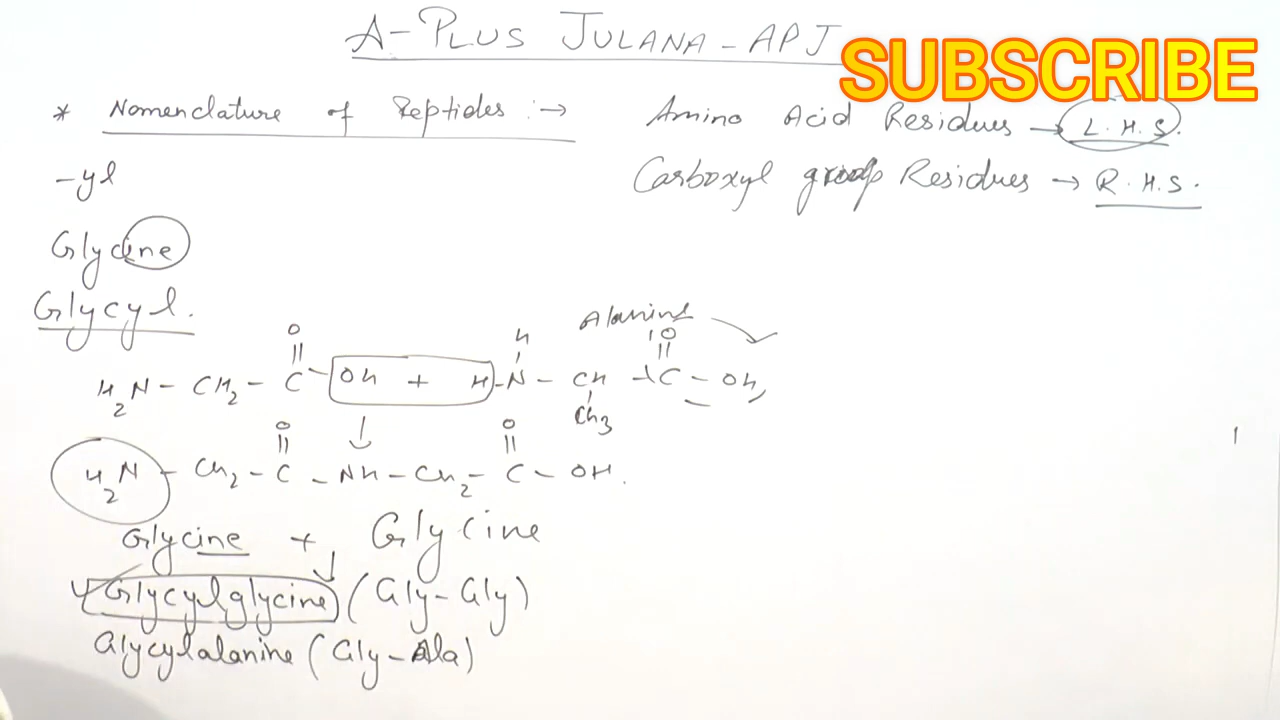 A-PLUS JULANA-APJ
SUBSCRIBE
* Nomenclature of Peptides :→
Amino Acid Residues → L.H.S.
-yl
Carboxyl group Residues → R.H.S.
Glycine
Glycyl.
Alanine
O H O
H2N - CH2 - C - OH + H - N - CH - C - OH
CH3
O O
H2N - CH2 - C - NH - CH2 - C - OH.
Glycine + Glycine
Glycylglycine (Gly-Gly)
Glycylalanine (Gly-Ala)